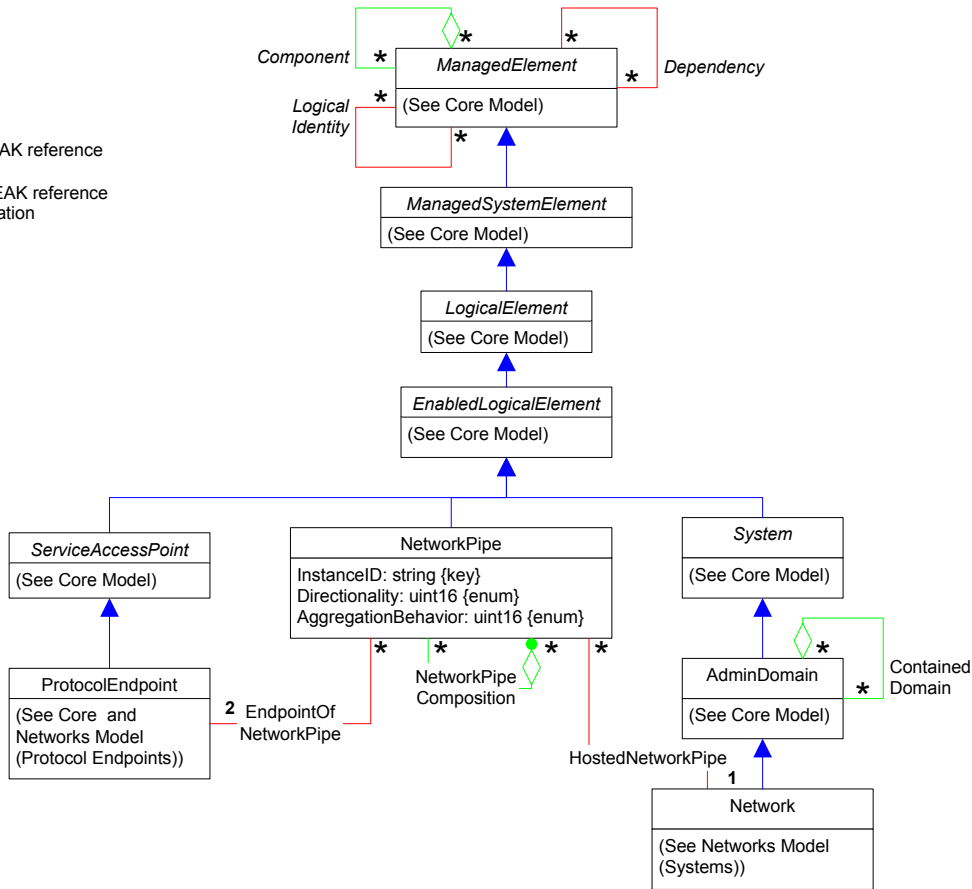 Component
*
*
ManagedElement
(See Core Model)
*
*
Dependency
Logical
Identity
*
*
AK reference
EAK reference
ation
ManagedSystemElement
(See Core Model)
LogicalElement
(See Core Model)
EnabledLogicalElement
(See Core Model)
ServiceAccessPoint
(See Core Model)
NetworkPipe
InstanceID: string {key}
Directionality: uint16 {enum}
AggregationBehavior: uint16 {enum}
System
(See Core Model)
*
*
*
*
NetworkPipe
Composition
ProtocolEndpoint
(See Core and
Networks Model
(Protocol Endpoints))
2
EndpointOf
NetworkPipe
AdminDomain
(See Core Model)
*
*
Contained
Domain
HostedNetworkPipe
1
Network
(See Networks Model
(Systems))